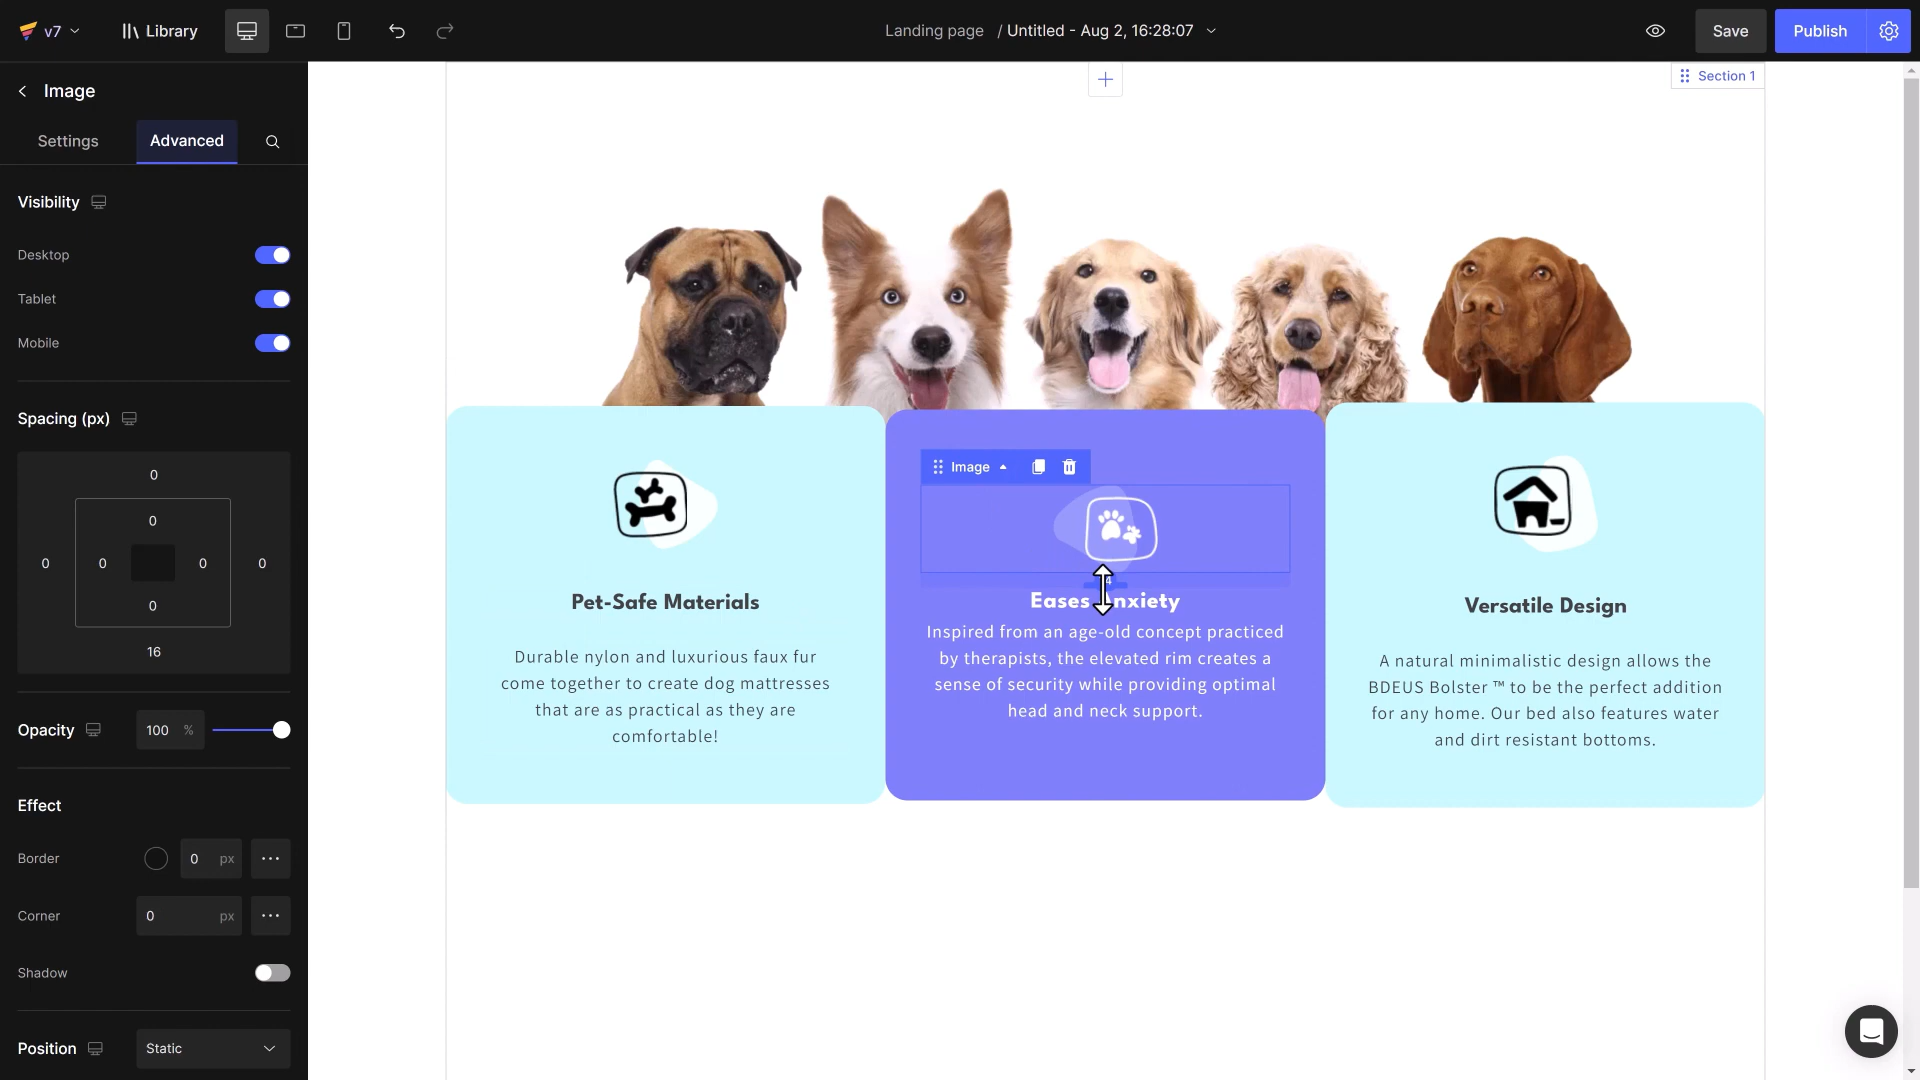 v7
Library
Landing page / Untitled - Aug 2, 16:28:07
Save
Publish
Image
Settings
Advanced
Visibility
Desktop
Tablet
Mobile
Spacing (px)
0
0
0
0
0
0
0
16
Opacity
100 %
Effect
Border
0 px
Corner
0 px
Shadow
Position
Static
Section 1
Image
Pet-Safe Materials
Durable nylon and luxurious faux fur
come together to create dog mattresses
that are as practical as they are
comfortable!
Eases Anxiety
Inspired from an age-old concept practiced
by therapists, the elevated rim creates a
sense of security while providing optimal
head and neck support.
Versatile Design
A natural minimalistic design allows the
BDEUS Bolster ™ to be the perfect addition
for any home. Our bed also features water
and dirt resistant bottoms.